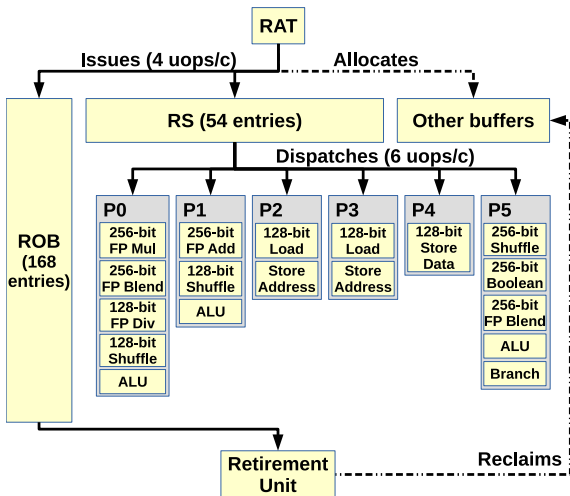 RAT
Issues (4 uops/c)
Allocates
RS (54 entries)
Other buffers
Dispatches (6 uops/c)
ROB
(168
entries)
P0
256-bit
FP Mul
256-bit
FP Blend
128-bit
FP Div
128-bit
Shuffle
ALU
P1
256-bit
FP Add
128-bit
Shuffle
ALU
P2
128-bit
Load
Store
Address
P3
128-bit
Load
Store
Address
P4
128-bit
Store
Data
P5
256-bit
Shuffle
256-bit
Boolean
256-bit
FP Blend
ALU
Branch
Retirement
Unit
Reclaims